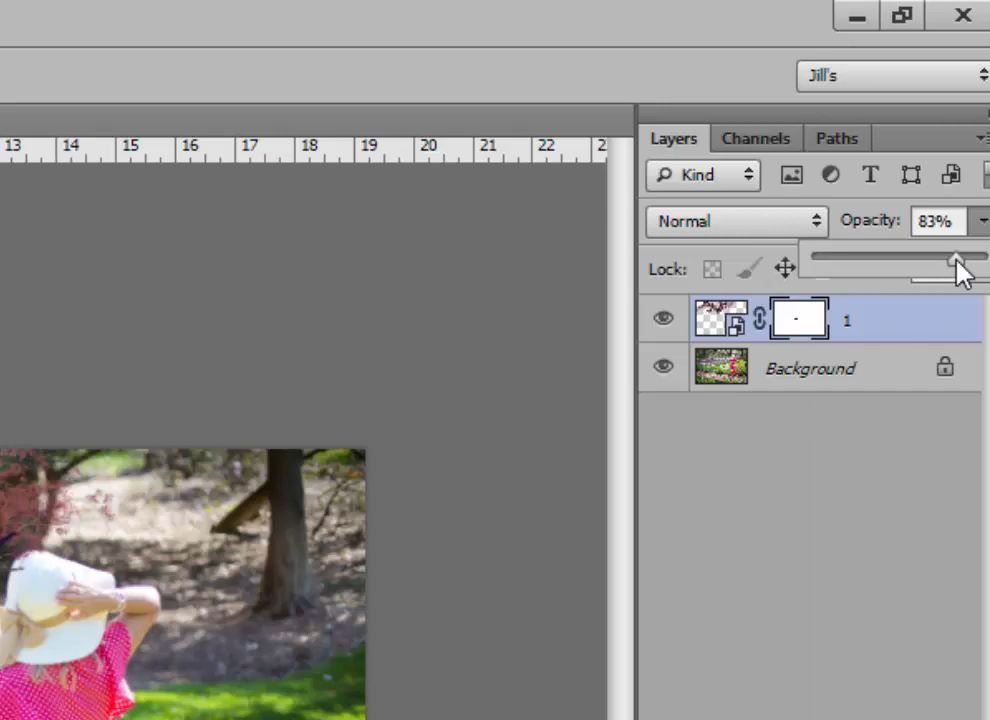 Jill's
13 14 15 16 17 18 19 20 21 22 2
Layers Channels Paths
Kind
Normal Opacity: 83%
Lock:
1
Background